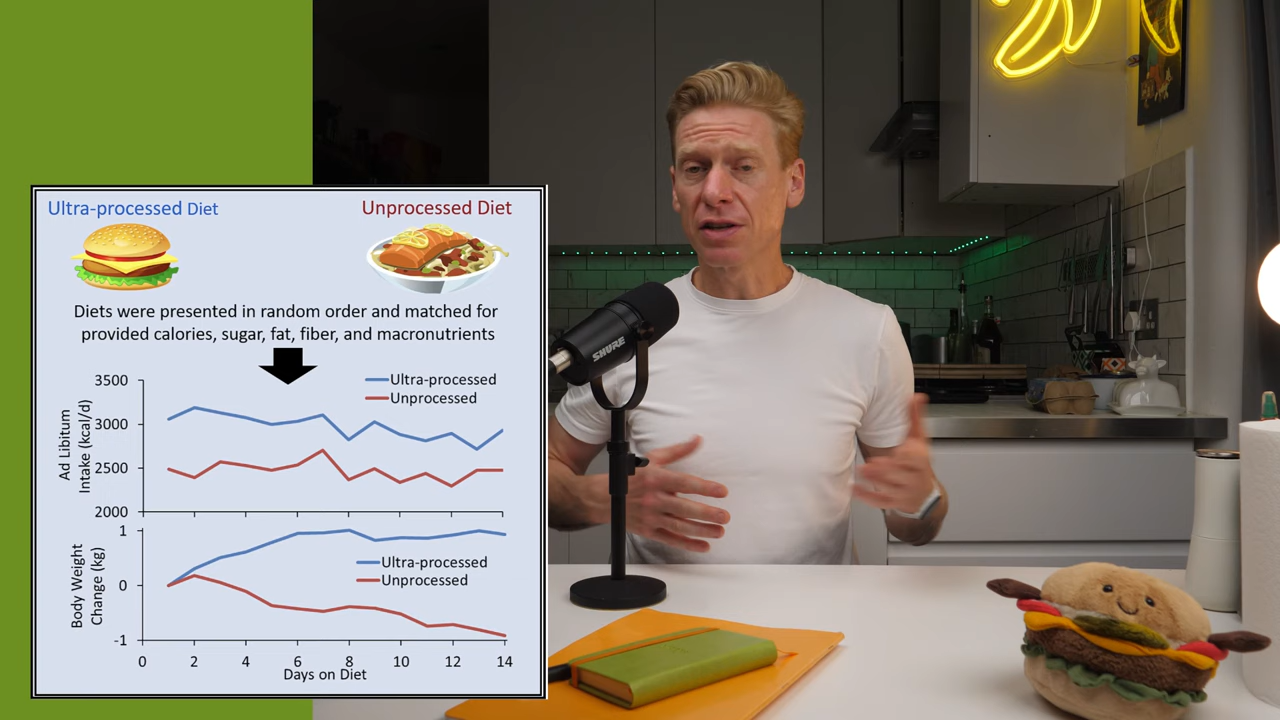 Ultra-processed Diet
Unprocessed Diet
Diets were presented in random order and matched for
provided calories, sugar, fat, fiber, and macronutrients
Ad Libitum
Intake (kcal/d)
3500
3000
2500
2000
Ultra-processed
Unprocessed
Body Weight
Change (kg)
1
0
-1
Ultra-processed
Unprocessed
0 2 4 6 8 10 12 14
Days on Diet
SHURE